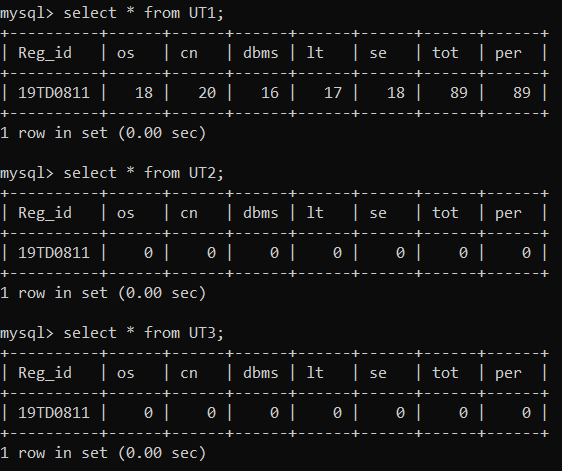 mysql> select * from UT1;
+----------+------+------+------+------+------+------+------+
| Reg_id   | os   | cn   | dbms | lt   | se   | tot  | per  |
+----------+------+------+------+------+------+------+------+
| 19TD0811 |   18 |   20 |   16 |   17 |   18 |   89 |   89 |
+----------+------+------+------+------+------+------+------+
1 row in set (0.00 sec)
mysql> select * from UT2;
+----------+------+------+------+------+------+------+------+
| Reg_id   | os   | cn   | dbms | lt   | se   | tot  | per  |
+----------+------+------+------+------+------+------+------+
| 19TD0811 |    0 |    0 |    0 |    0 |    0 |    0 |    0 |
+----------+------+------+------+------+------+------+------+
1 row in set (0.00 sec)
mysql> select * from UT3;
+----------+------+------+------+------+------+------+------+
| Reg_id   | os   | cn   | dbms | lt   | se   | tot  | per  |
+----------+------+------+------+------+------+------+------+
| 19TD0811 |    0 |    0 |    0 |    0 |    0 |    0 |    0 |
+----------+------+------+------+------+------+------+------+
1 row in set (0.00 sec)